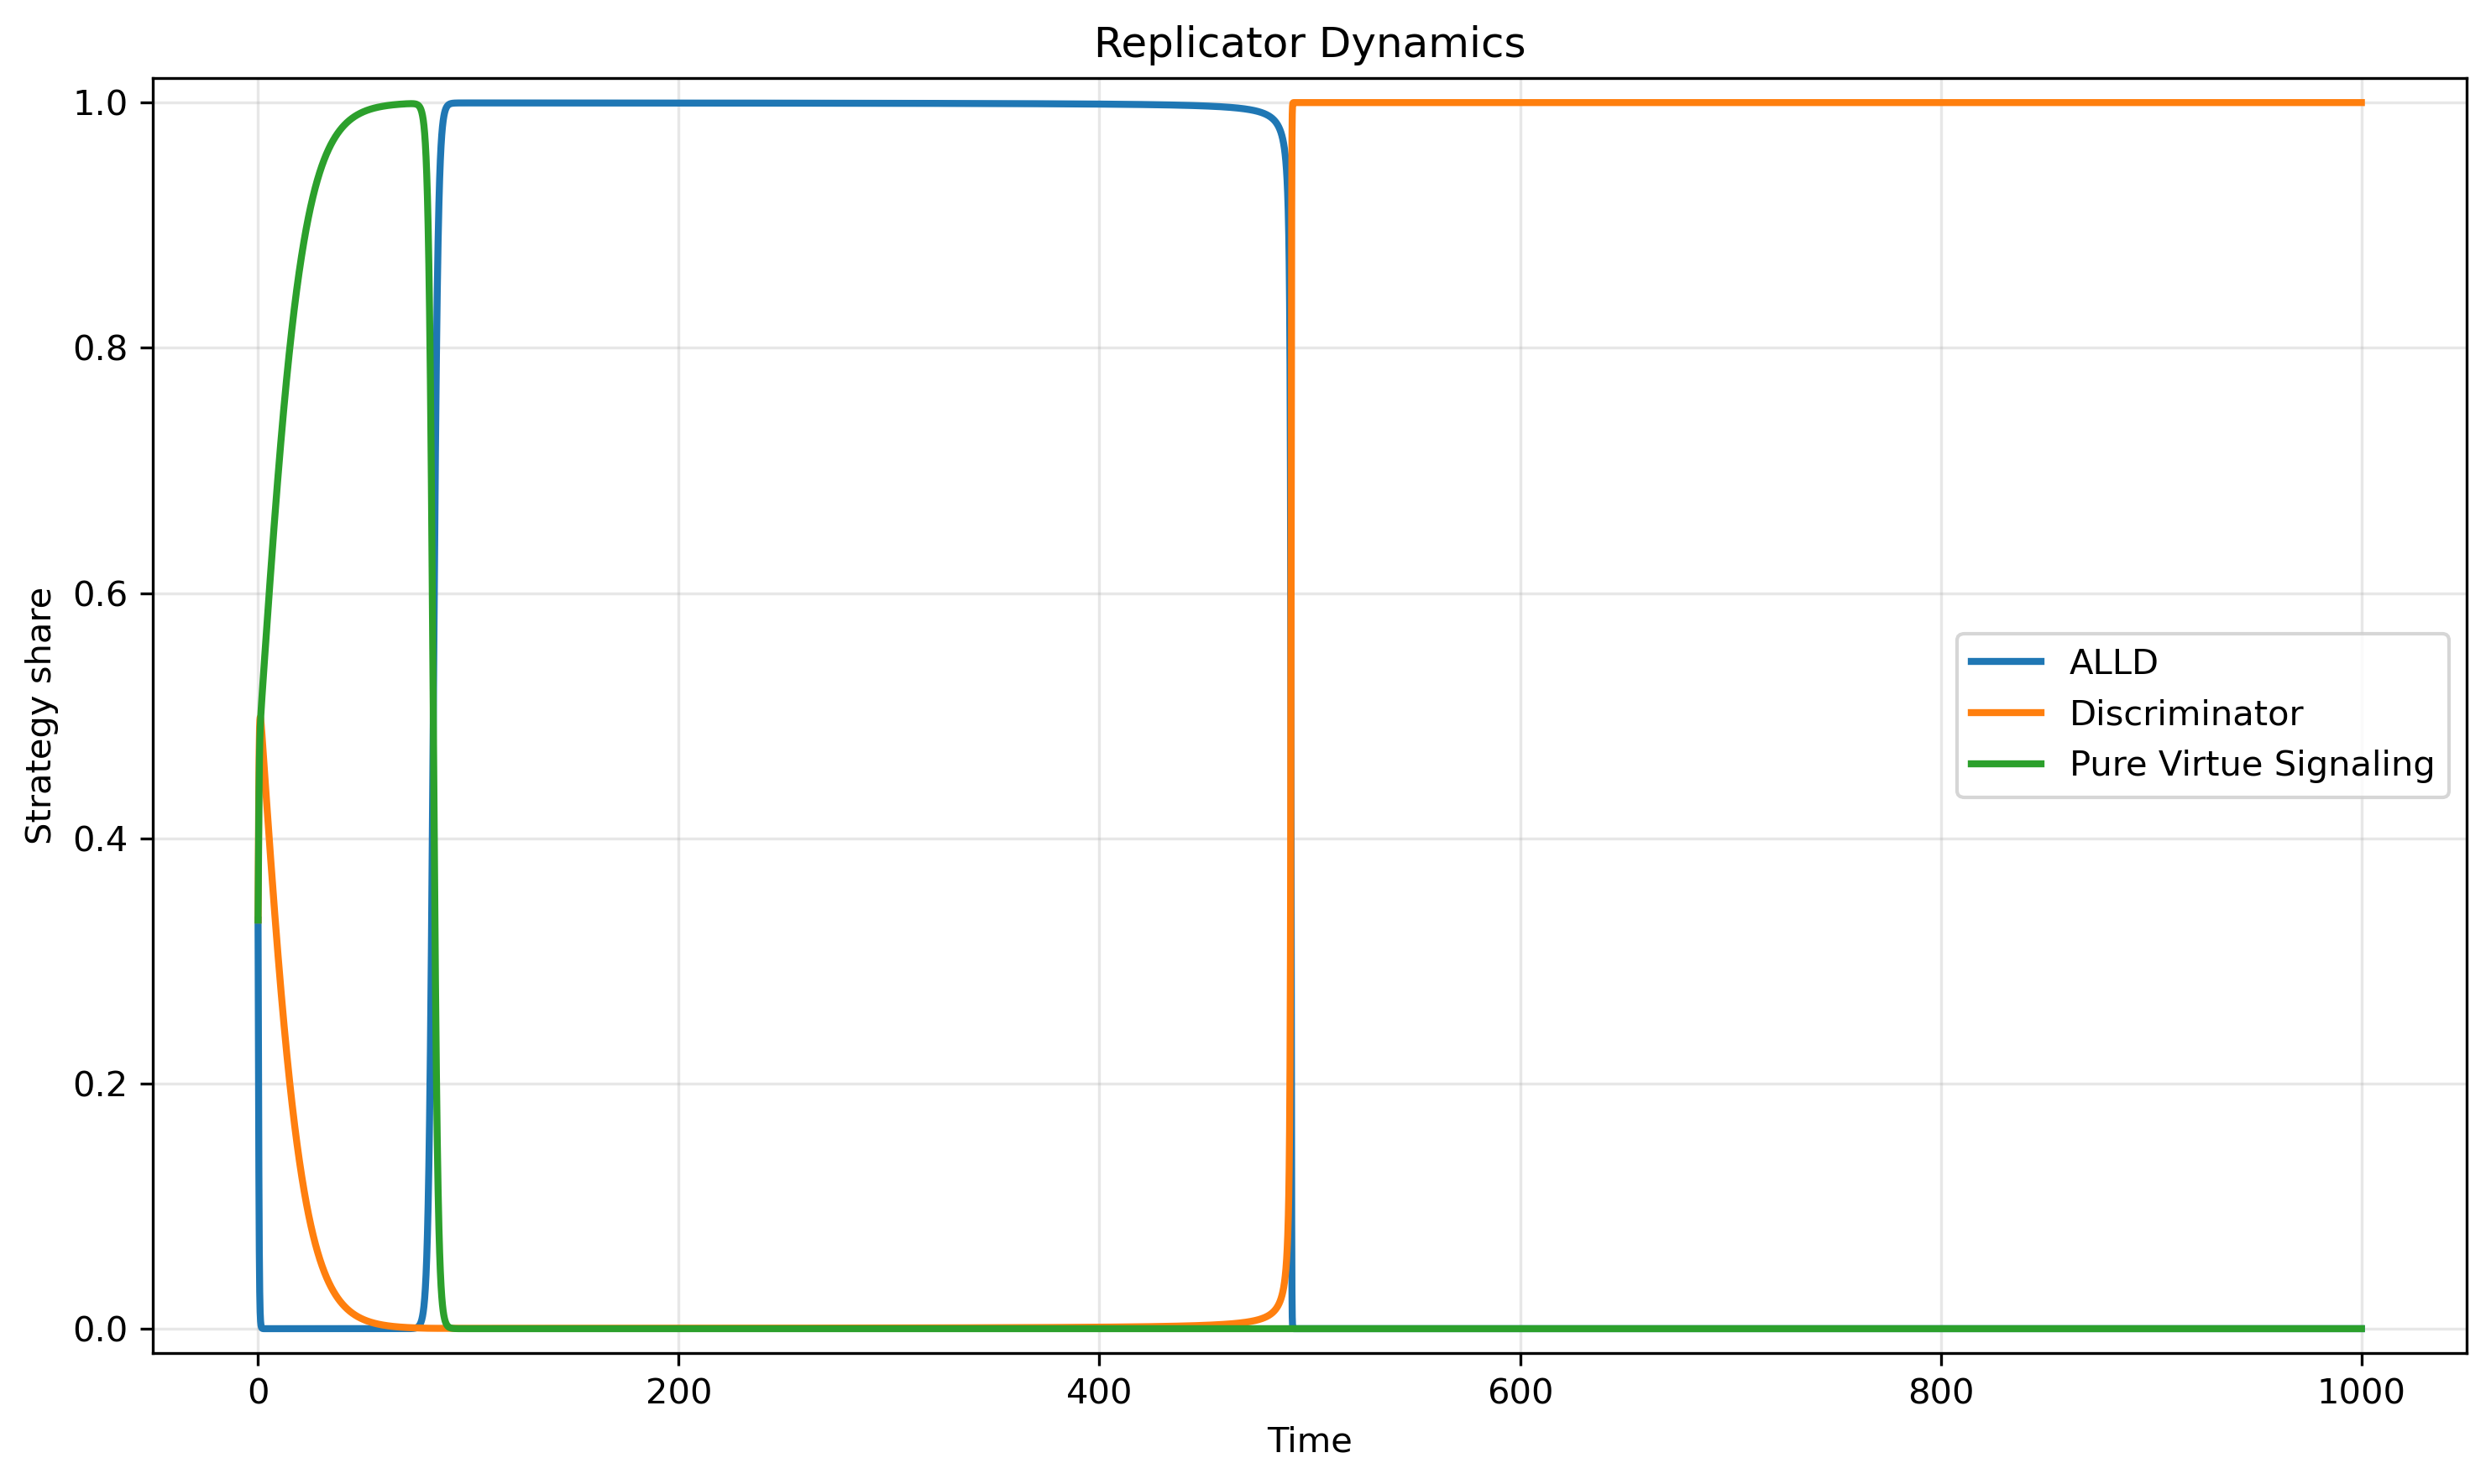 Replicator Dynamics
1.0
0.8
0.6
0.4
0.2
0.0
Strategy share
ALLD
Discriminator
Pure Virtue Signaling
0
200
400
600
800
1000
Time